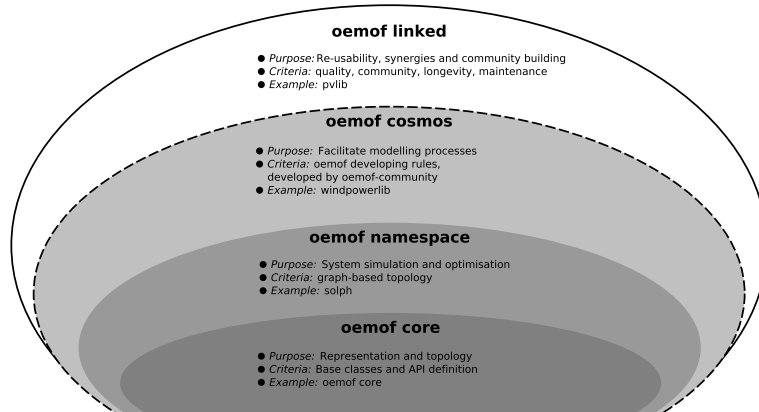 oemof linked
● Purpose: Re-usability, synergies and community building
● Criteria: quality, community, longevity, maintenance
● Example: pvlib
oemof cosmos
● Purpose: Facilitate modelling processes
● Criteria: oemof developing rules,
developed by oemof-community
● Example: windpowerlib
oemof namespace
● Purpose: System simulation and optimisation
● Criteria: graph-based topology
● Example: solph
oemof core
● Purpose: Representation and topology
● Criteria: Base classes and API definition
● Example: oemof core